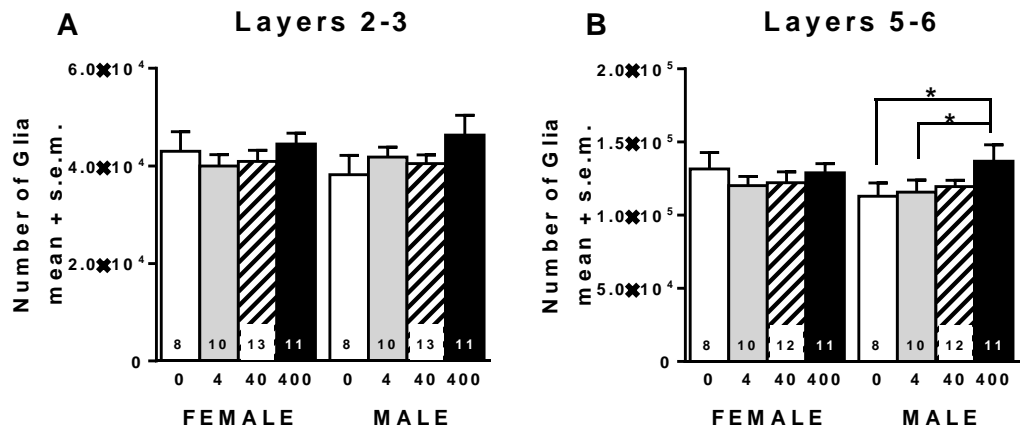 A
Layers 2-3
6.0✖10⁴
4.0✖10⁴
2.0✖10⁴
0
Number of Glia
mean + s.e.m.
8 10 13 11 8 10 13 11
0 4 40 400 0 4 40 400
FEMALE MALE
B
Layers 5-6
2.0✖10⁵
1.5✖10⁵
1.0✖10⁵
5.0✖10⁴
0
Number of Glia
mean + s.e.m.
*
*
8 10 12 11 8 10 12 11
0 4 40 400 0 4 40 400
FEMALE MALE